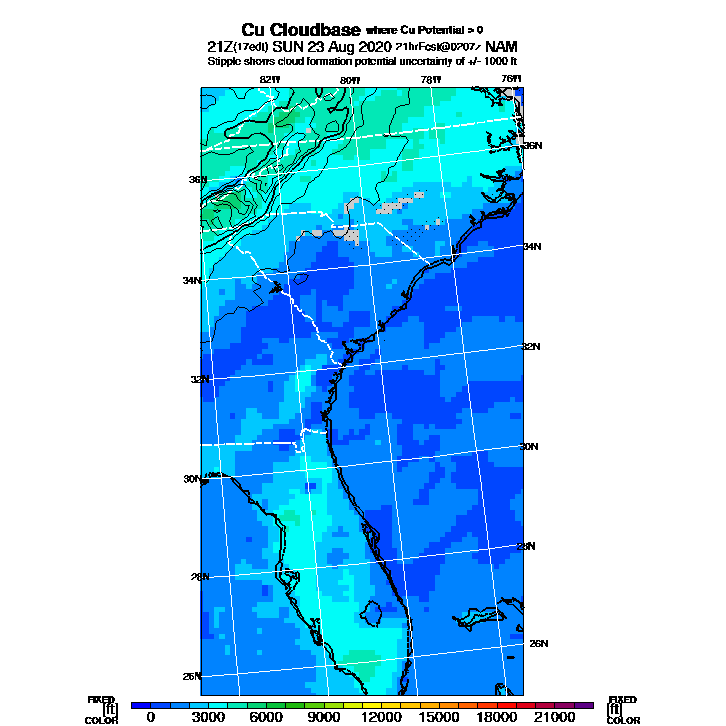 Cu Cloudbase where Cu Potential > 0
21Z(17edt) SUN 23 Aug 2020 21hrFcst@0207z NAM
Stipple shows cloud formation potential uncertainty of +/- 1000 ft
82W 80W 78W 76W
36N
36N
34N
34N
32N
32N
30N
30N
28N
28N
26N
26N
FIXED FIXED
[ft] [ft]
COLOR COLOR
0 3000 6000 9000 12000 15000 18000 21000